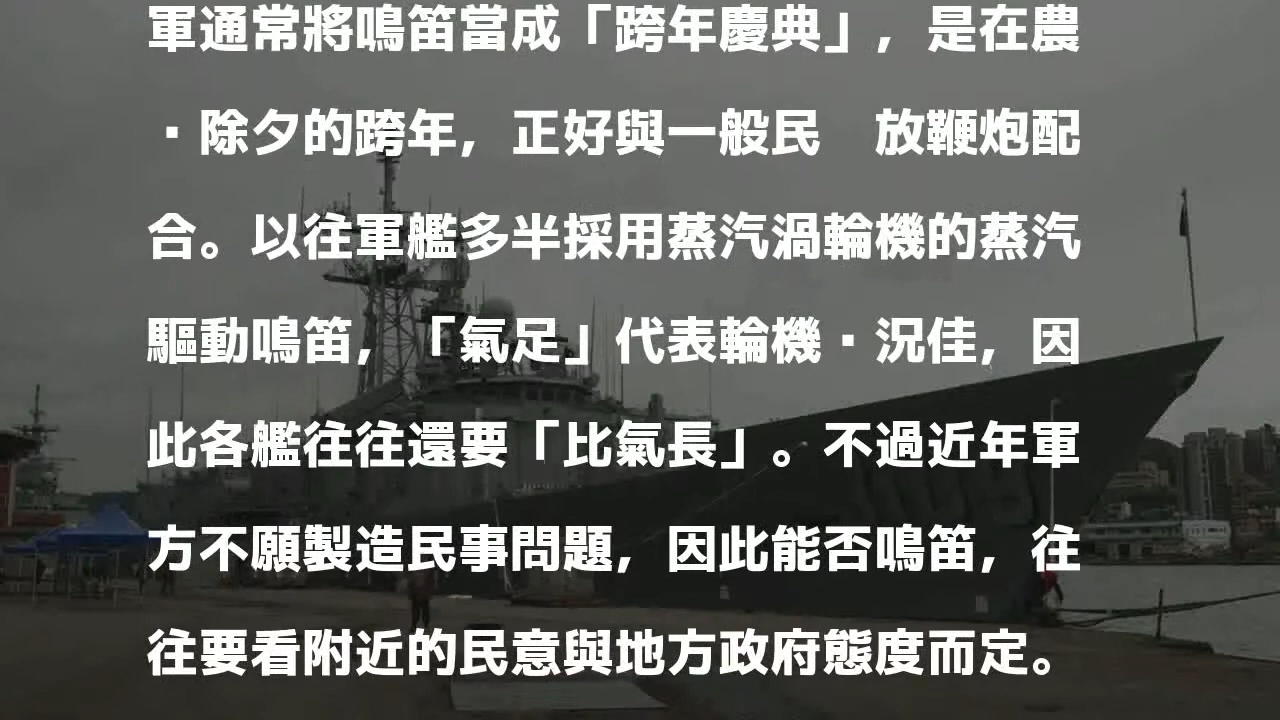 軍通常將鳴笛當成「跨年慶典」，是在農
▪除夕的跨年，正好與一般民　放鞭炮配
合。以往軍艦多半採用蒸汽渦輪機的蒸汽
驅動鳴笛，「氣足」代表輪機▪況佳，因
此各艦往往還要「比氣長」。不過近年軍
方不願製造民事問題，因此能否鳴笛，往
往要看附近的民意與地方政府態度而定。